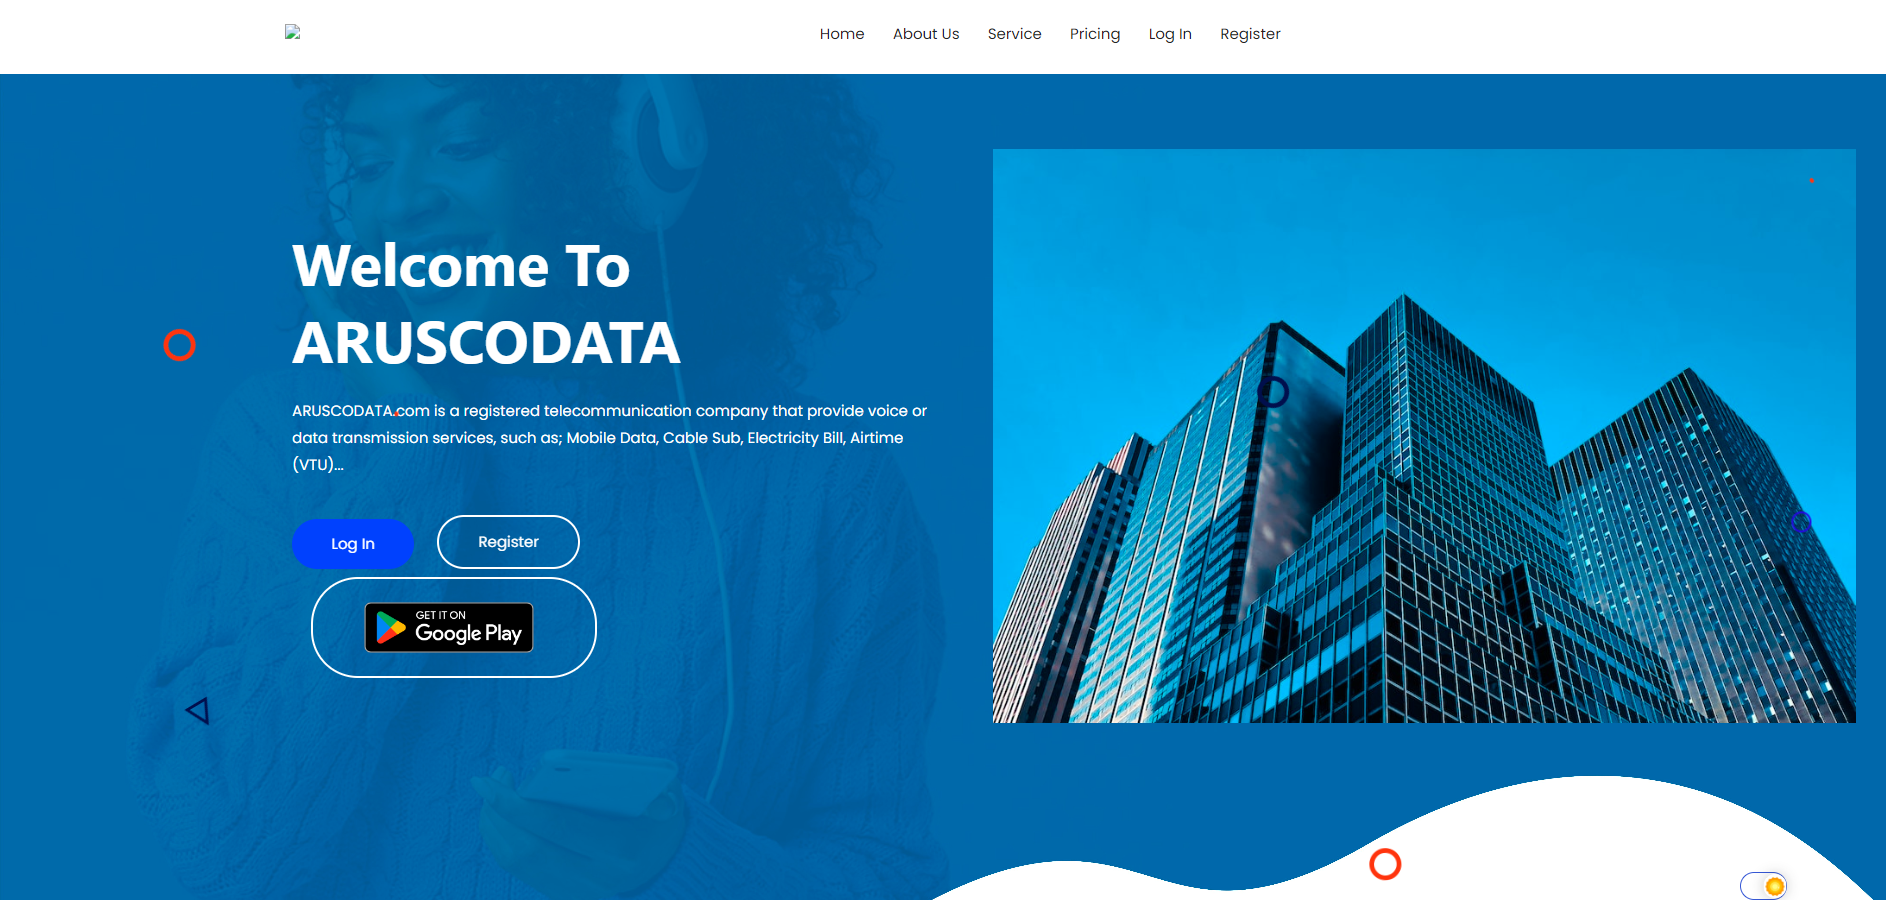 Home About Us Service Pricing Log In Register
Welcome To
ARUSCODATA
ARUSCODATA.com is a registered telecommunication company that provide voice or
data transmission services, such as; Mobile Data, Cable Sub, Electricity Bill, Airtime
(VTU)...
Log In Register
GET IT ON
Google Play